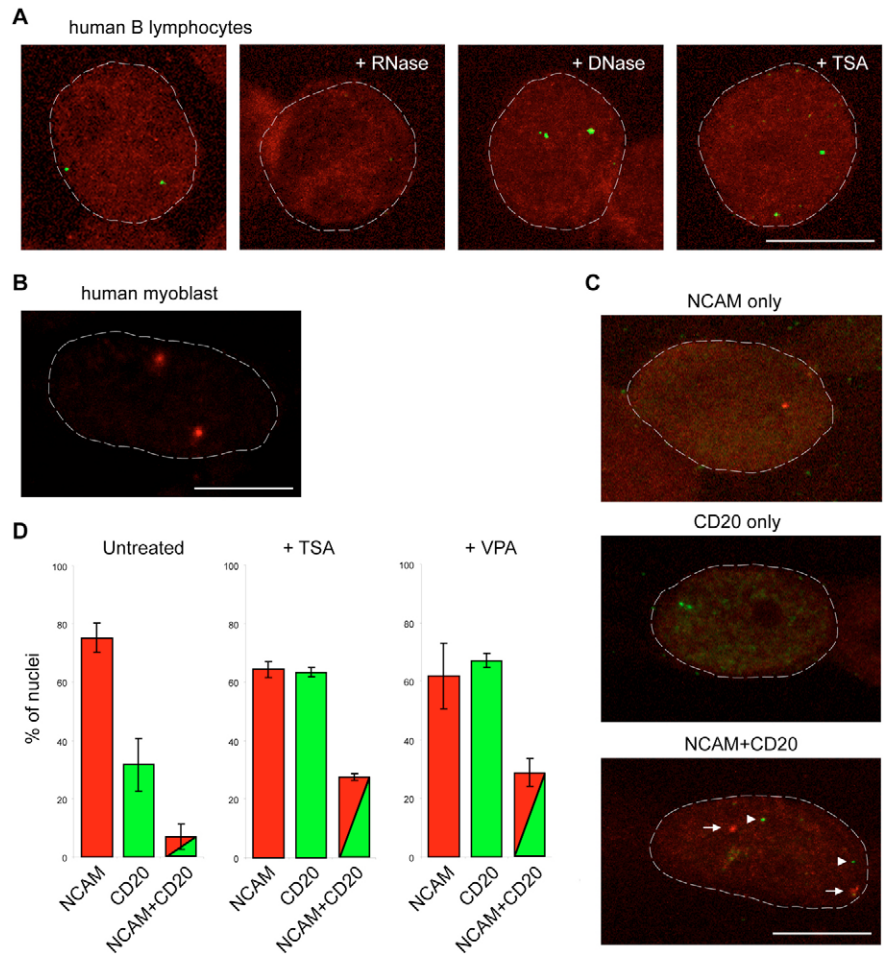 A
human B lymphocytes
+ RNase
+ DNase
+ TSA
B
human myoblast
C
NCAM only
CD20 only
NCAM+CD20
D
Untreated
+ TSA
+ VPA
% of nuclei
100
80
60
40
20
0
NCAM
CD20
NCAM+CD20
100
80
60
40
20
0
NCAM
CD20
NCAM+CD20
100
80
60
40
20
0
NCAM
CD20
NCAM+CD20